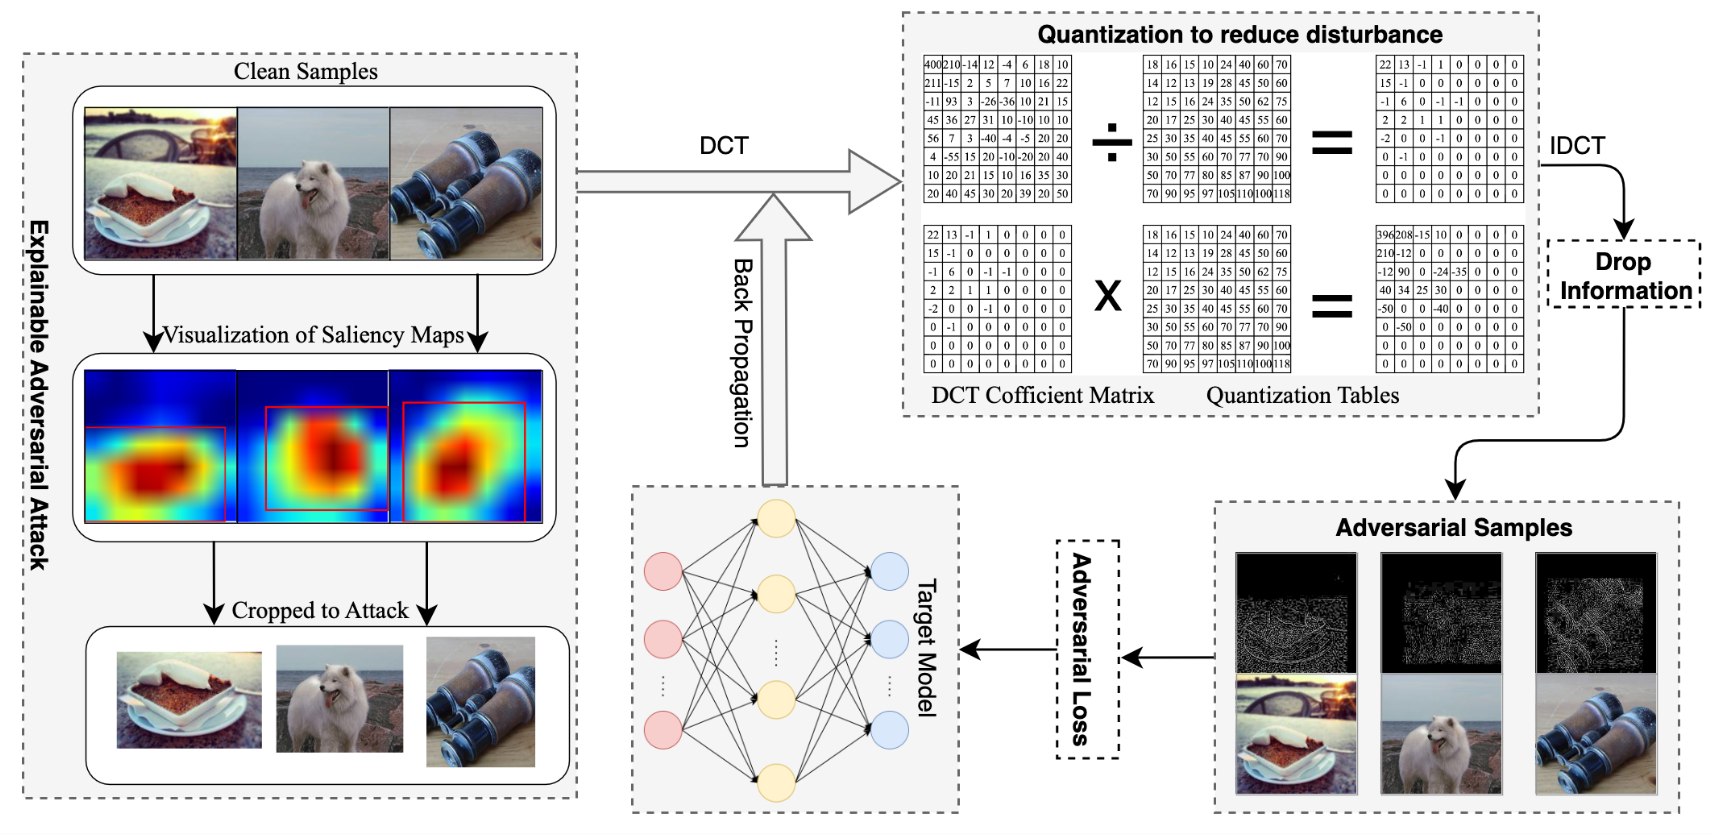 Explainable Adversarial Attack
Clean Samples
Visualization of Saliency Maps
Cropped to Attack
DCT
Back Propagation
Quantization to reduce disturbance
400 210 -14 12 -4 6 18 10
211 -15 2 5 7 10 16 22
-11 93 3 -26 -36 10 21 15
45 36 27 31 10 -10 10 10
56 7 3 -40 -4 -5 20 20
4 -55 15 20 -10 -20 20 40
10 20 21 15 10 16 35 30
20 40 45 30 20 39 20 50
÷
18 16 15 10 24 40 60 70
14 12 13 19 28 45 50 60
12 15 16 24 35 50 62 75
20 17 25 30 40 45 55 60
25 30 35 40 45 55 60 70
30 50 55 60 70 77 70 90
50 70 77 80 85 87 90 100
70 90 95 97 105 110 100 118
=
22 13 -1 1 0 0 0 0
15 -1 0 0 0 0 0 0
-1 6 0 -1 -1 0 0 0
2 2 1 1 0 0 0 0
-2 0 0 -1 0 0 0 0
0 -1 0 0 0 0 0 0
0 0 0 0 0 0 0 0
0 0 0 0 0 0 0 0
22 13 -1 1 0 0 0 0
15 -1 0 0 0 0 0 0
-1 6 0 -1 -1 0 0 0
2 2 1 1 0 0 0 0
-2 0 0 -1 0 0 0 0
0 -1 0 0 0 0 0 0
0 0 0 0 0 0 0 0
0 0 0 0 0 0 0 0
X
18 16 15 10 24 40 60 70
14 12 13 19 28 45 50 60
12 15 16 24 35 50 62 75
20 17 25 30 40 45 55 60
25 30 35 40 45 55 60 70
30 50 55 60 70 77 70 90
50 70 77 80 85 87 90 100
70 90 95 97 105 110 100 118
=
396 208 -15 10 0 0 0 0
210 -12 0 0 0 0 0 0
-12 90 0 -24 -35 0 0 0
40 34 25 30 0 0 0 0
-50 0 0 -40 0 0 0 0
0 -50 0 0 0 0 0 0
0 0 0 0 0 0 0 0
0 0 0 0 0 0 0 0
DCT Cofficient Matrix
Quantization Tables
IDCT
Drop
Information
Adversarial Samples
Adversarial Loss
Target Model